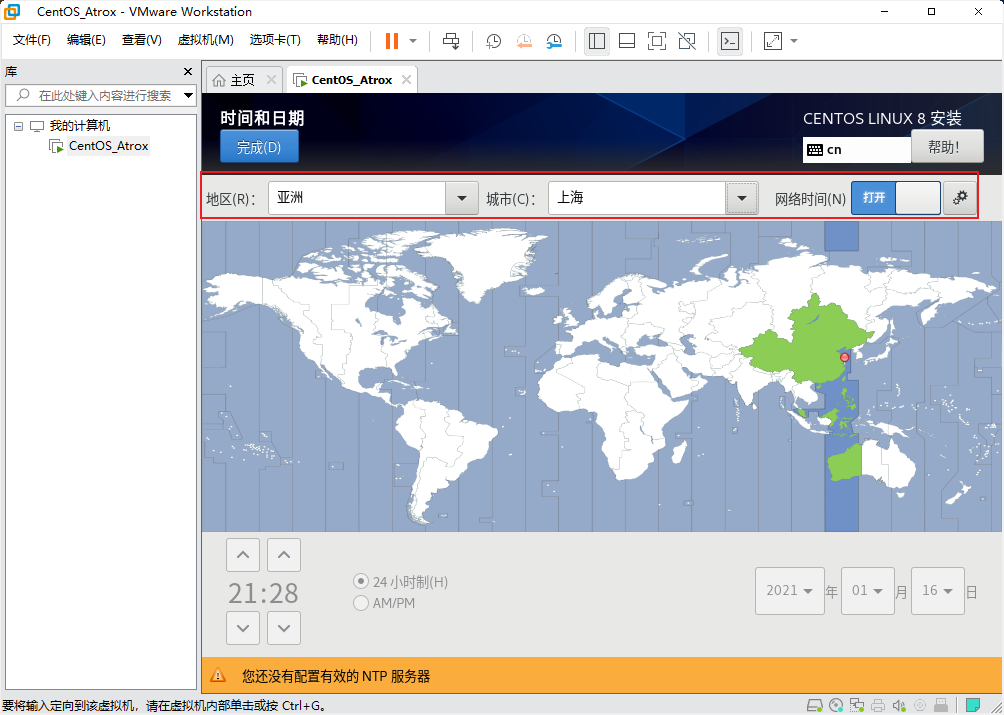 CentOS_Atrox - VMware Workstation
文件(F) 编辑(E) 查看(V) 虚拟机(M) 选项卡(T) 帮助(H)
库
在此处键入内容进行搜索
我的计算机
CentOS_Atrox
主页 CentOS_Atrox
时间和日期
完成(D)
CENTOS LINUX 8 安装
cn
帮助！
地区(R)： 亚洲 城市(C)： 上海 网络时间(N) 打开
21:28
24 小时制(H)
AM/PM
2021 年 01 月 16 日
您还没有配置有效的 NTP 服务器
要将输入定向到该虚拟机，请在虚拟机内部单击或按 Ctrl+G。